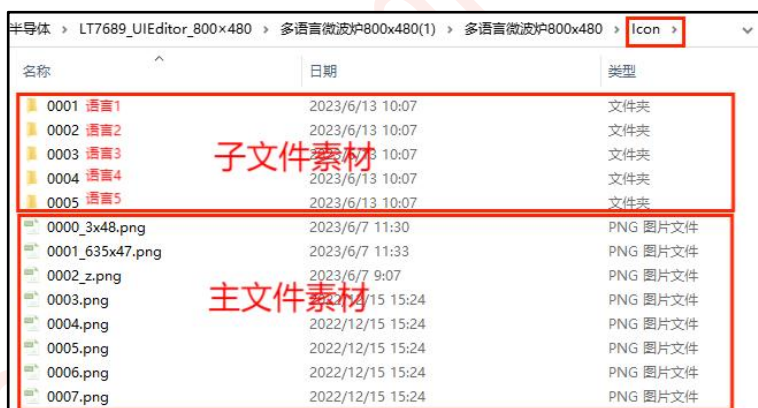 半导体 › LT7689_UIEditor_800×480 › 多语言微波炉800x480(1) › 多语言微波炉800x480 › Icon ›
名称 日期 类型
0001 语言1 2023/6/13 10:07 文件夹
0002 语言2 2023/6/13 10:07 文件夹
0003 语言3 2023/6/13 10:07 文件夹
子文件素材
0004 语言4 2023/6/13 10:07 文件夹
0005 语言5 2023/6/13 10:07 文件夹
0000_3x48.png 2023/6/7 11:30 PNG 图片文件
0001_635x47.png 2023/6/7 11:33 PNG 图片文件
0002_z.png 2023/6/7 9:07 PNG 图片文件
主文件素材
0003.png 2022/12/15 15:24 PNG 图片文件
0004.png 2022/12/15 15:24 PNG 图片文件
0005.png 2022/12/15 15:24 PNG 图片文件
0006.png 2022/12/15 15:24 PNG 图片文件
0007.png 2022/12/15 15:24 PNG 图片文件